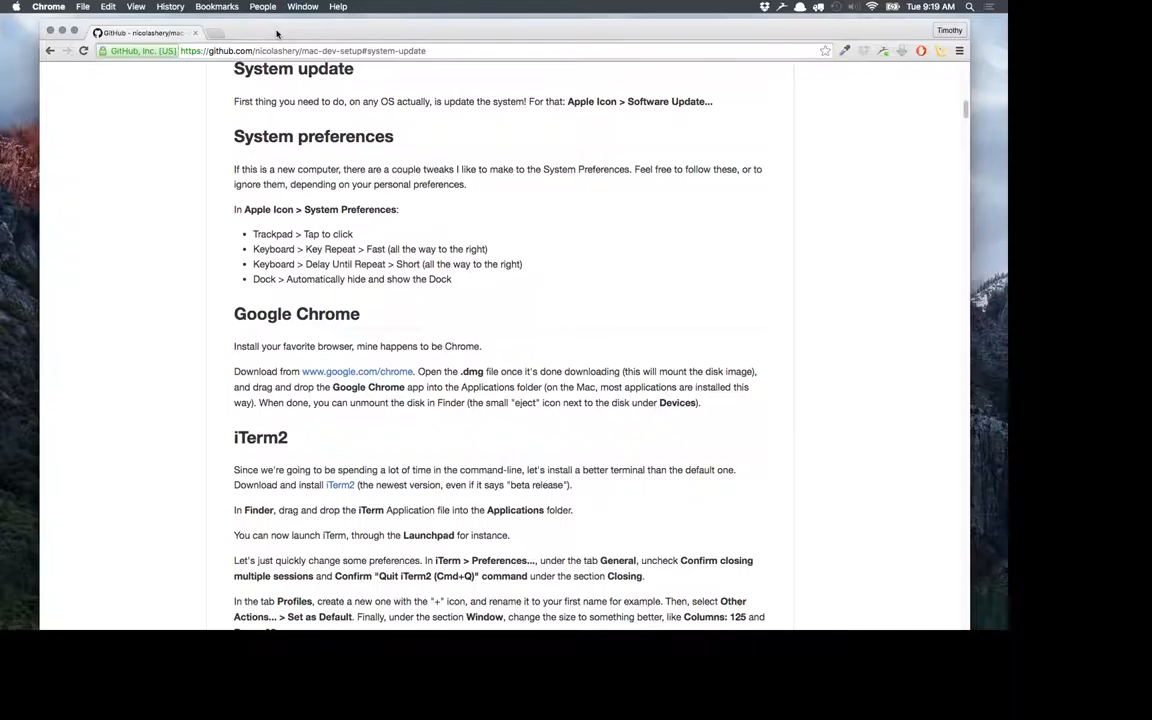 Chrome File Edit View History Bookmarks People Window Help Tue 9:19 AM
GitHub - nicolashery/mac- Timothy
GitHub, Inc. [US] https://github.com/nicolashery/mac-dev-setup#system-update
System update
First thing you need to do, on any OS actually, is update the system! For that: Apple Icon > Software Update...
System preferences
If this is a new computer, there are a couple tweaks I like to make to the System Preferences. Feel free to follow these, or to
ignore them, depending on your personal preferences.
In Apple Icon > System Preferences:
• Trackpad > Tap to click
• Keyboard > Key Repeat > Fast (all the way to the right)
• Keyboard > Delay Until Repeat > Short (all the way to the right)
• Dock > Automatically hide and show the Dock
Google Chrome
Install your favorite browser, mine happens to be Chrome.
Download from www.google.com/chrome. Open the .dmg file once it's done downloading (this will mount the disk image),
and drag and drop the Google Chrome app into the Applications folder (on the Mac, most applications are installed this
way). When done, you can unmount the disk in Finder (the small "eject" icon next to the disk under Devices).
iTerm2
Since we're going to be spending a lot of time in the command-line, let's install a better terminal than the default one.
Download and install iTerm2 (the newest version, even if it says "beta release").
In Finder, drag and drop the iTerm Application file into the Applications folder.
You can now launch iTerm, through the Launchpad for instance.
Let's just quickly change some preferences. In iTerm > Preferences..., under the tab General, uncheck Confirm closing
multiple sessions and Confirm "Quit iTerm2 (Cmd+Q)" command under the section Closing.
In the tab Profiles, create a new one with the "+" icon, and rename it to your first name for example. Then, select Other
Actions... > Set as Default. Finally, under the section Window, change the size to something better, like Columns: 125 and